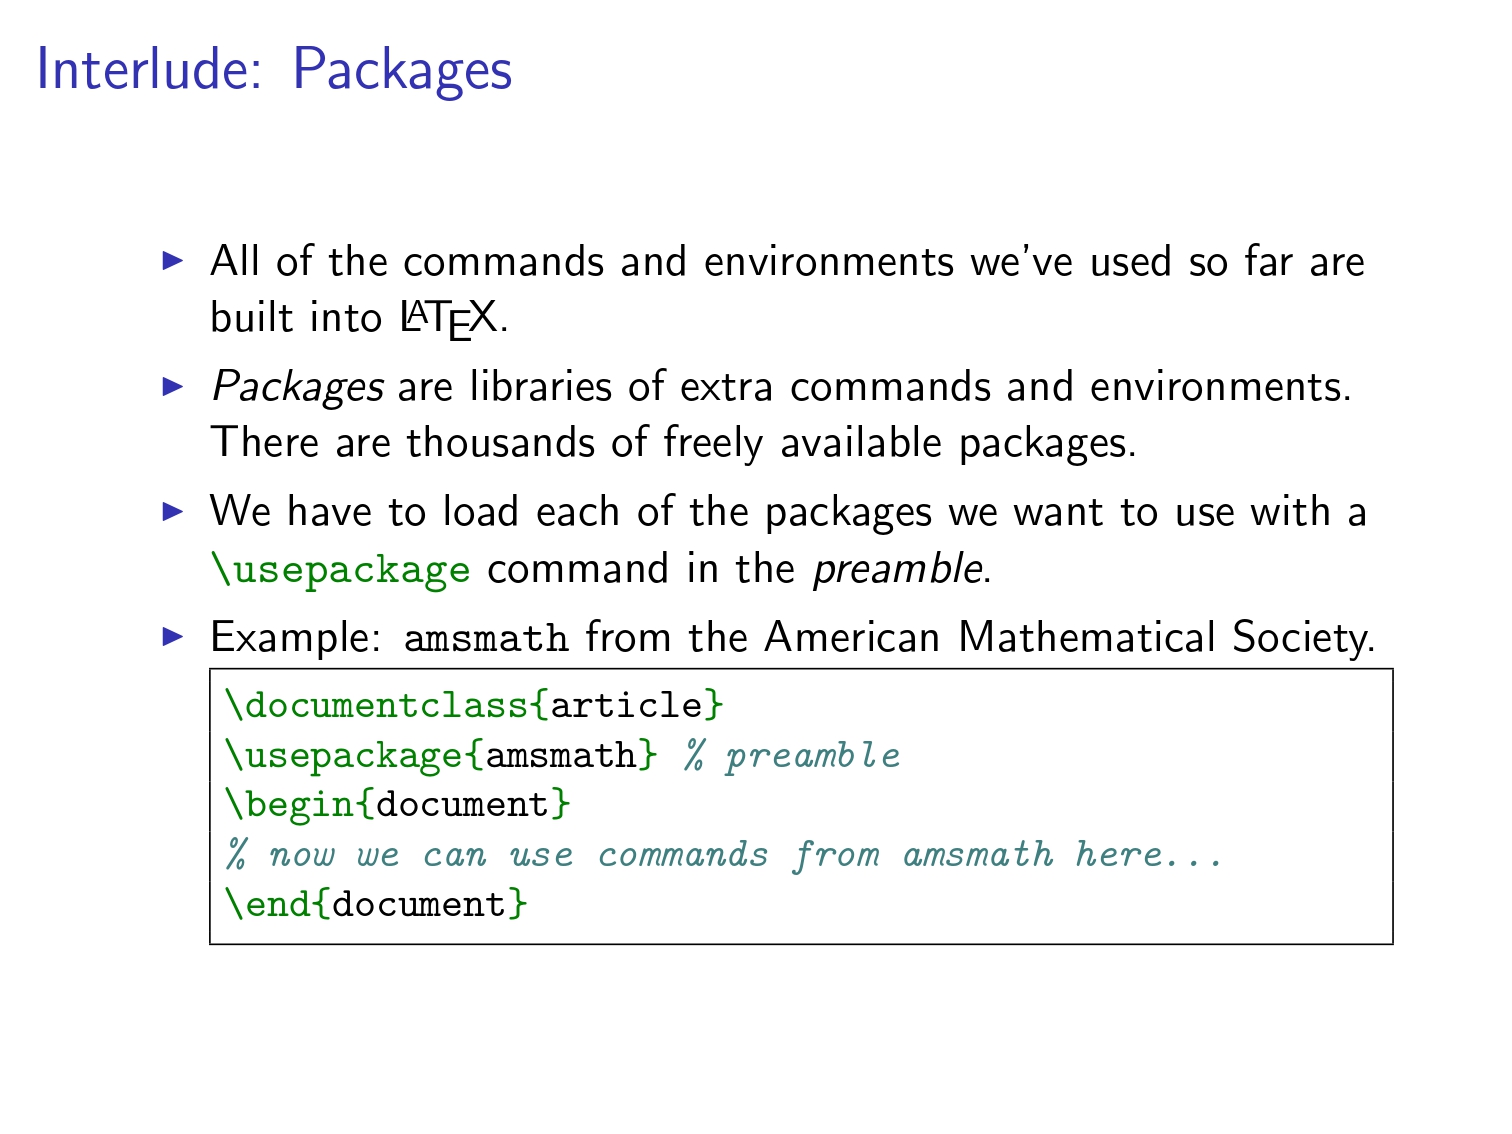 Interlude: Packages
▶ All of the commands and environments we've used so far are
built into LATEX.
▶ Packages are libraries of extra commands and environments.
There are thousands of freely available packages.
▶ We have to load each of the packages we want to use with a
\usepackage command in the preamble.
▶ Example: amsmath from the American Mathematical Society.
\documentclass{article}
\usepackage{amsmath} % preamble
\begin{document}
% now we can use commands from amsmath here...
\end{document}